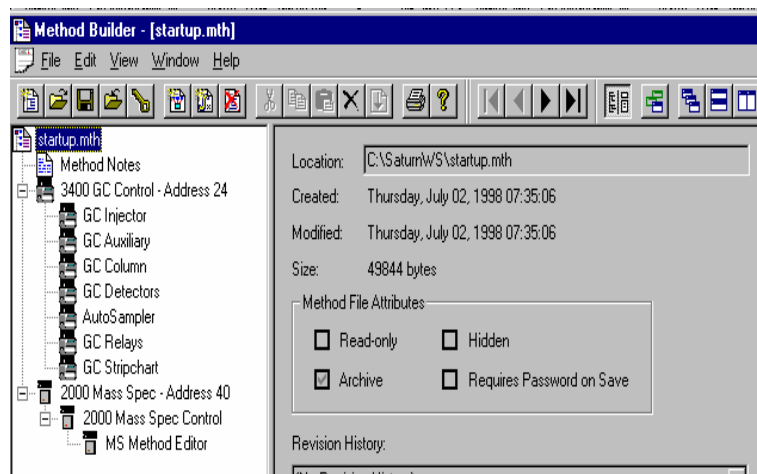 Method Builder - [startup.mth]
File Edit View Window Help
startup.mth
Method Notes
3400 GC Control - Address 24
GC Injector
GC Auxiliary
GC Column
GC Detectors
AutoSampler
GC Relays
GC Stripchart
2000 Mass Spec - Address 40
2000 Mass Spec Control
MS Method Editor
Location: C:\SaturnWS\startup.mth
Created: Thursday, July 02, 1998 07:35:06
Modified: Thursday, July 02, 1998 07:35:06
Size: 49844 bytes
Method File Attributes
Read-only Hidden
Archive Requires Password on Save
Revision History: